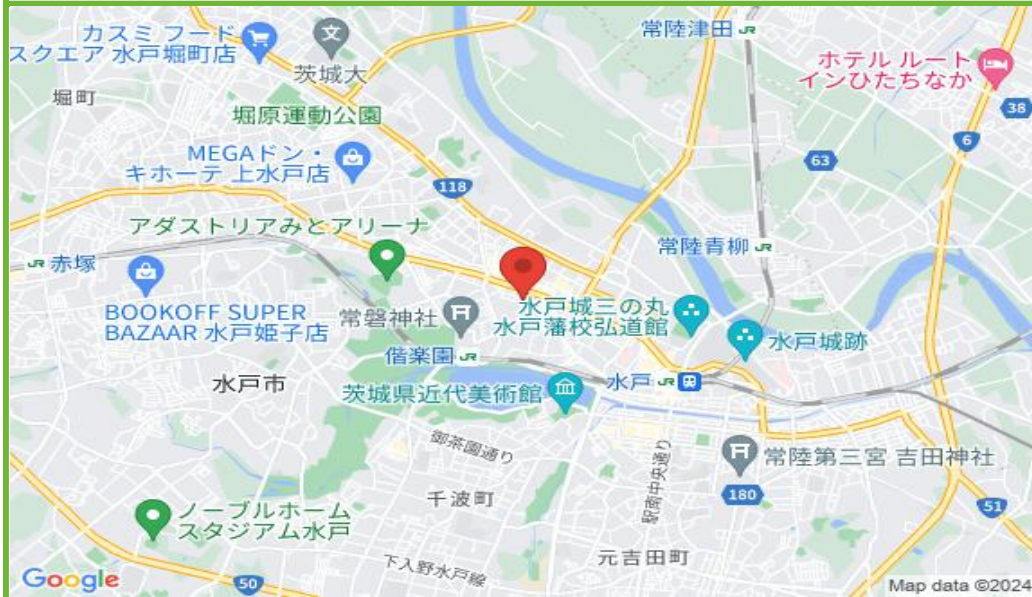 カスミ フード
スクエア 水戸堀町店
茨城大
常陸津田
ホテル ルート
インひたちなか
堀町
堀原運動公園
38
6
63
MEGAドン・
キホーテ 上水戸店
118
アダストリアみとアリーナ
赤塚
常陸青柳
BOOKOFF SUPER
BAZAAR 水戸姫子店
常磐神社
水戸城三の丸
水戸藩校弘道館
水戸城跡
偕楽園
水戸市
水戸
茨城県近代美術館
御茶園通り
駅南中央通り
常陸第三宮 吉田神社
千波町
180
51
ノーブルホーム
スタジアム水戸
元吉田町
下入野水戸線
50
Google
Map data ©2024